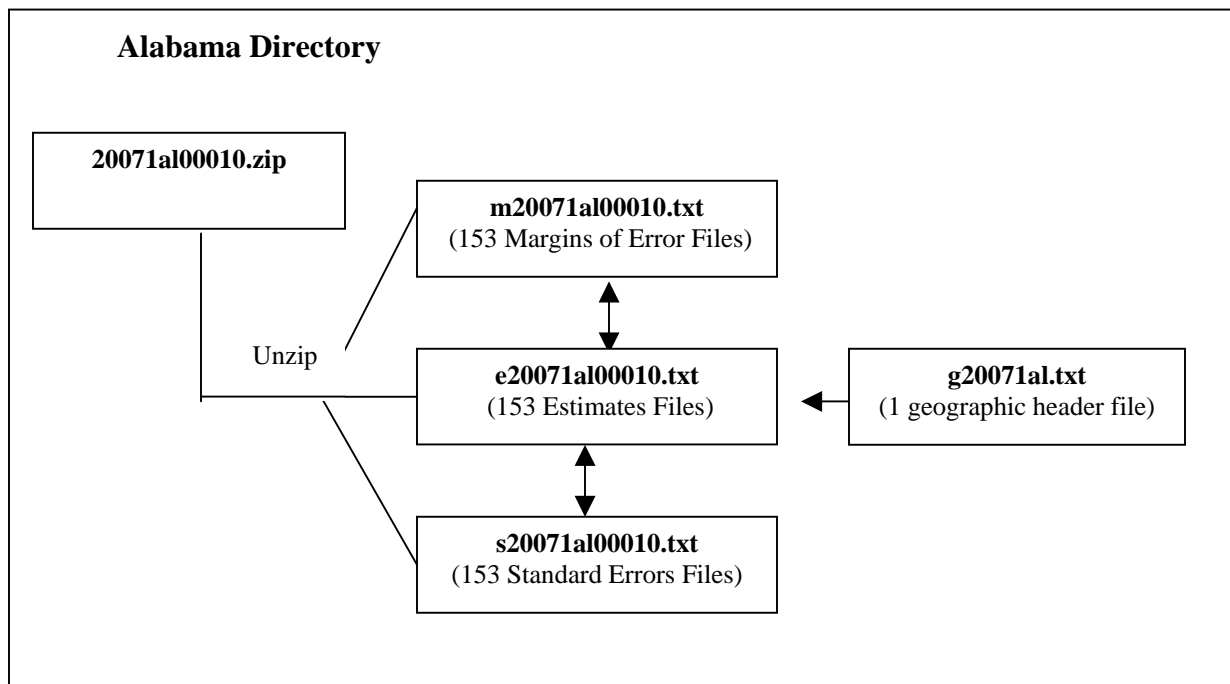 Alabama Directory
20071al00010.zip
m20071al00010.txt
(153 Margins of Error Files)
Unzip
e20071al00010.txt
(153 Estimates Files)
g20071al.txt
(1 geographic header file)
s20071al00010.txt
(153 Standard Errors Files)